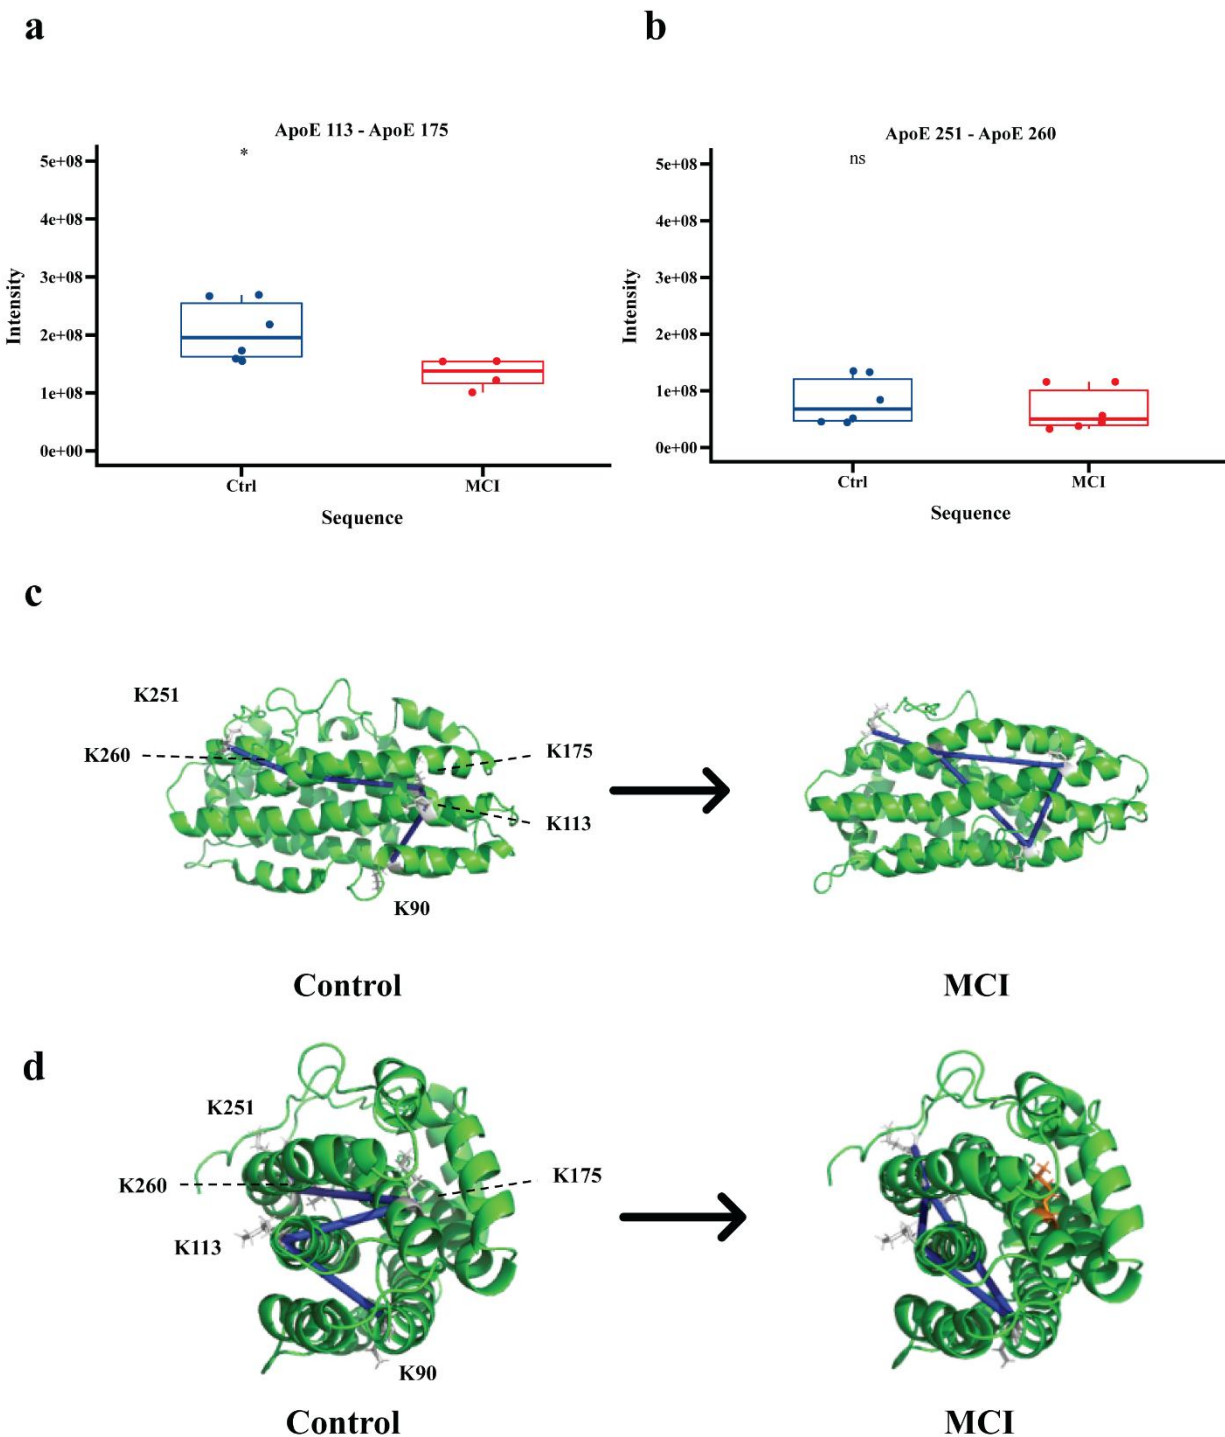 a
b
ApoE 113 - ApoE 175
*
5e+08
4e+08
3e+08
2e+08
1e+08
0e+00
Intensity
Ctrl
MCI
Sequence
ApoE 251 - ApoE 260
ns
5e+08
4e+08
3e+08
2e+08
1e+08
0e+00
Intensity
Ctrl
MCI
Sequence
c
K251
K260
K175
K113
K90
Control
MCI
d
K251
K260
K175
K113
K90
Control
MCI